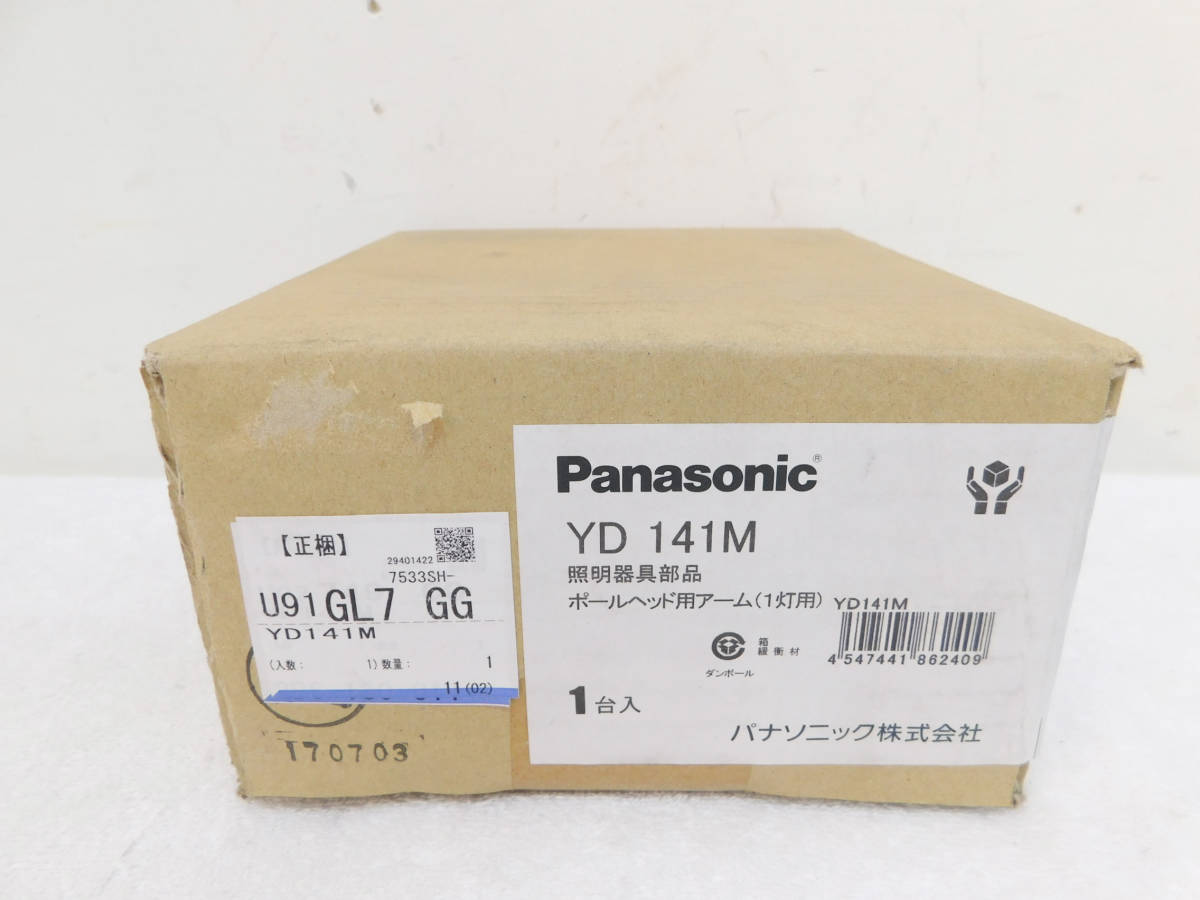 Panasonic®
YD 141M
照明器具部品
ポールヘッド用アーム(1灯用) YD141M
箱
緩衝材
ダンボール
4 547441 862409
1台入
パナソニック株式会社
【正梱】
29401422
7533SH-
U91GL7 GG
YD141M
(入数: 1)数量: 1
11(02)
170703